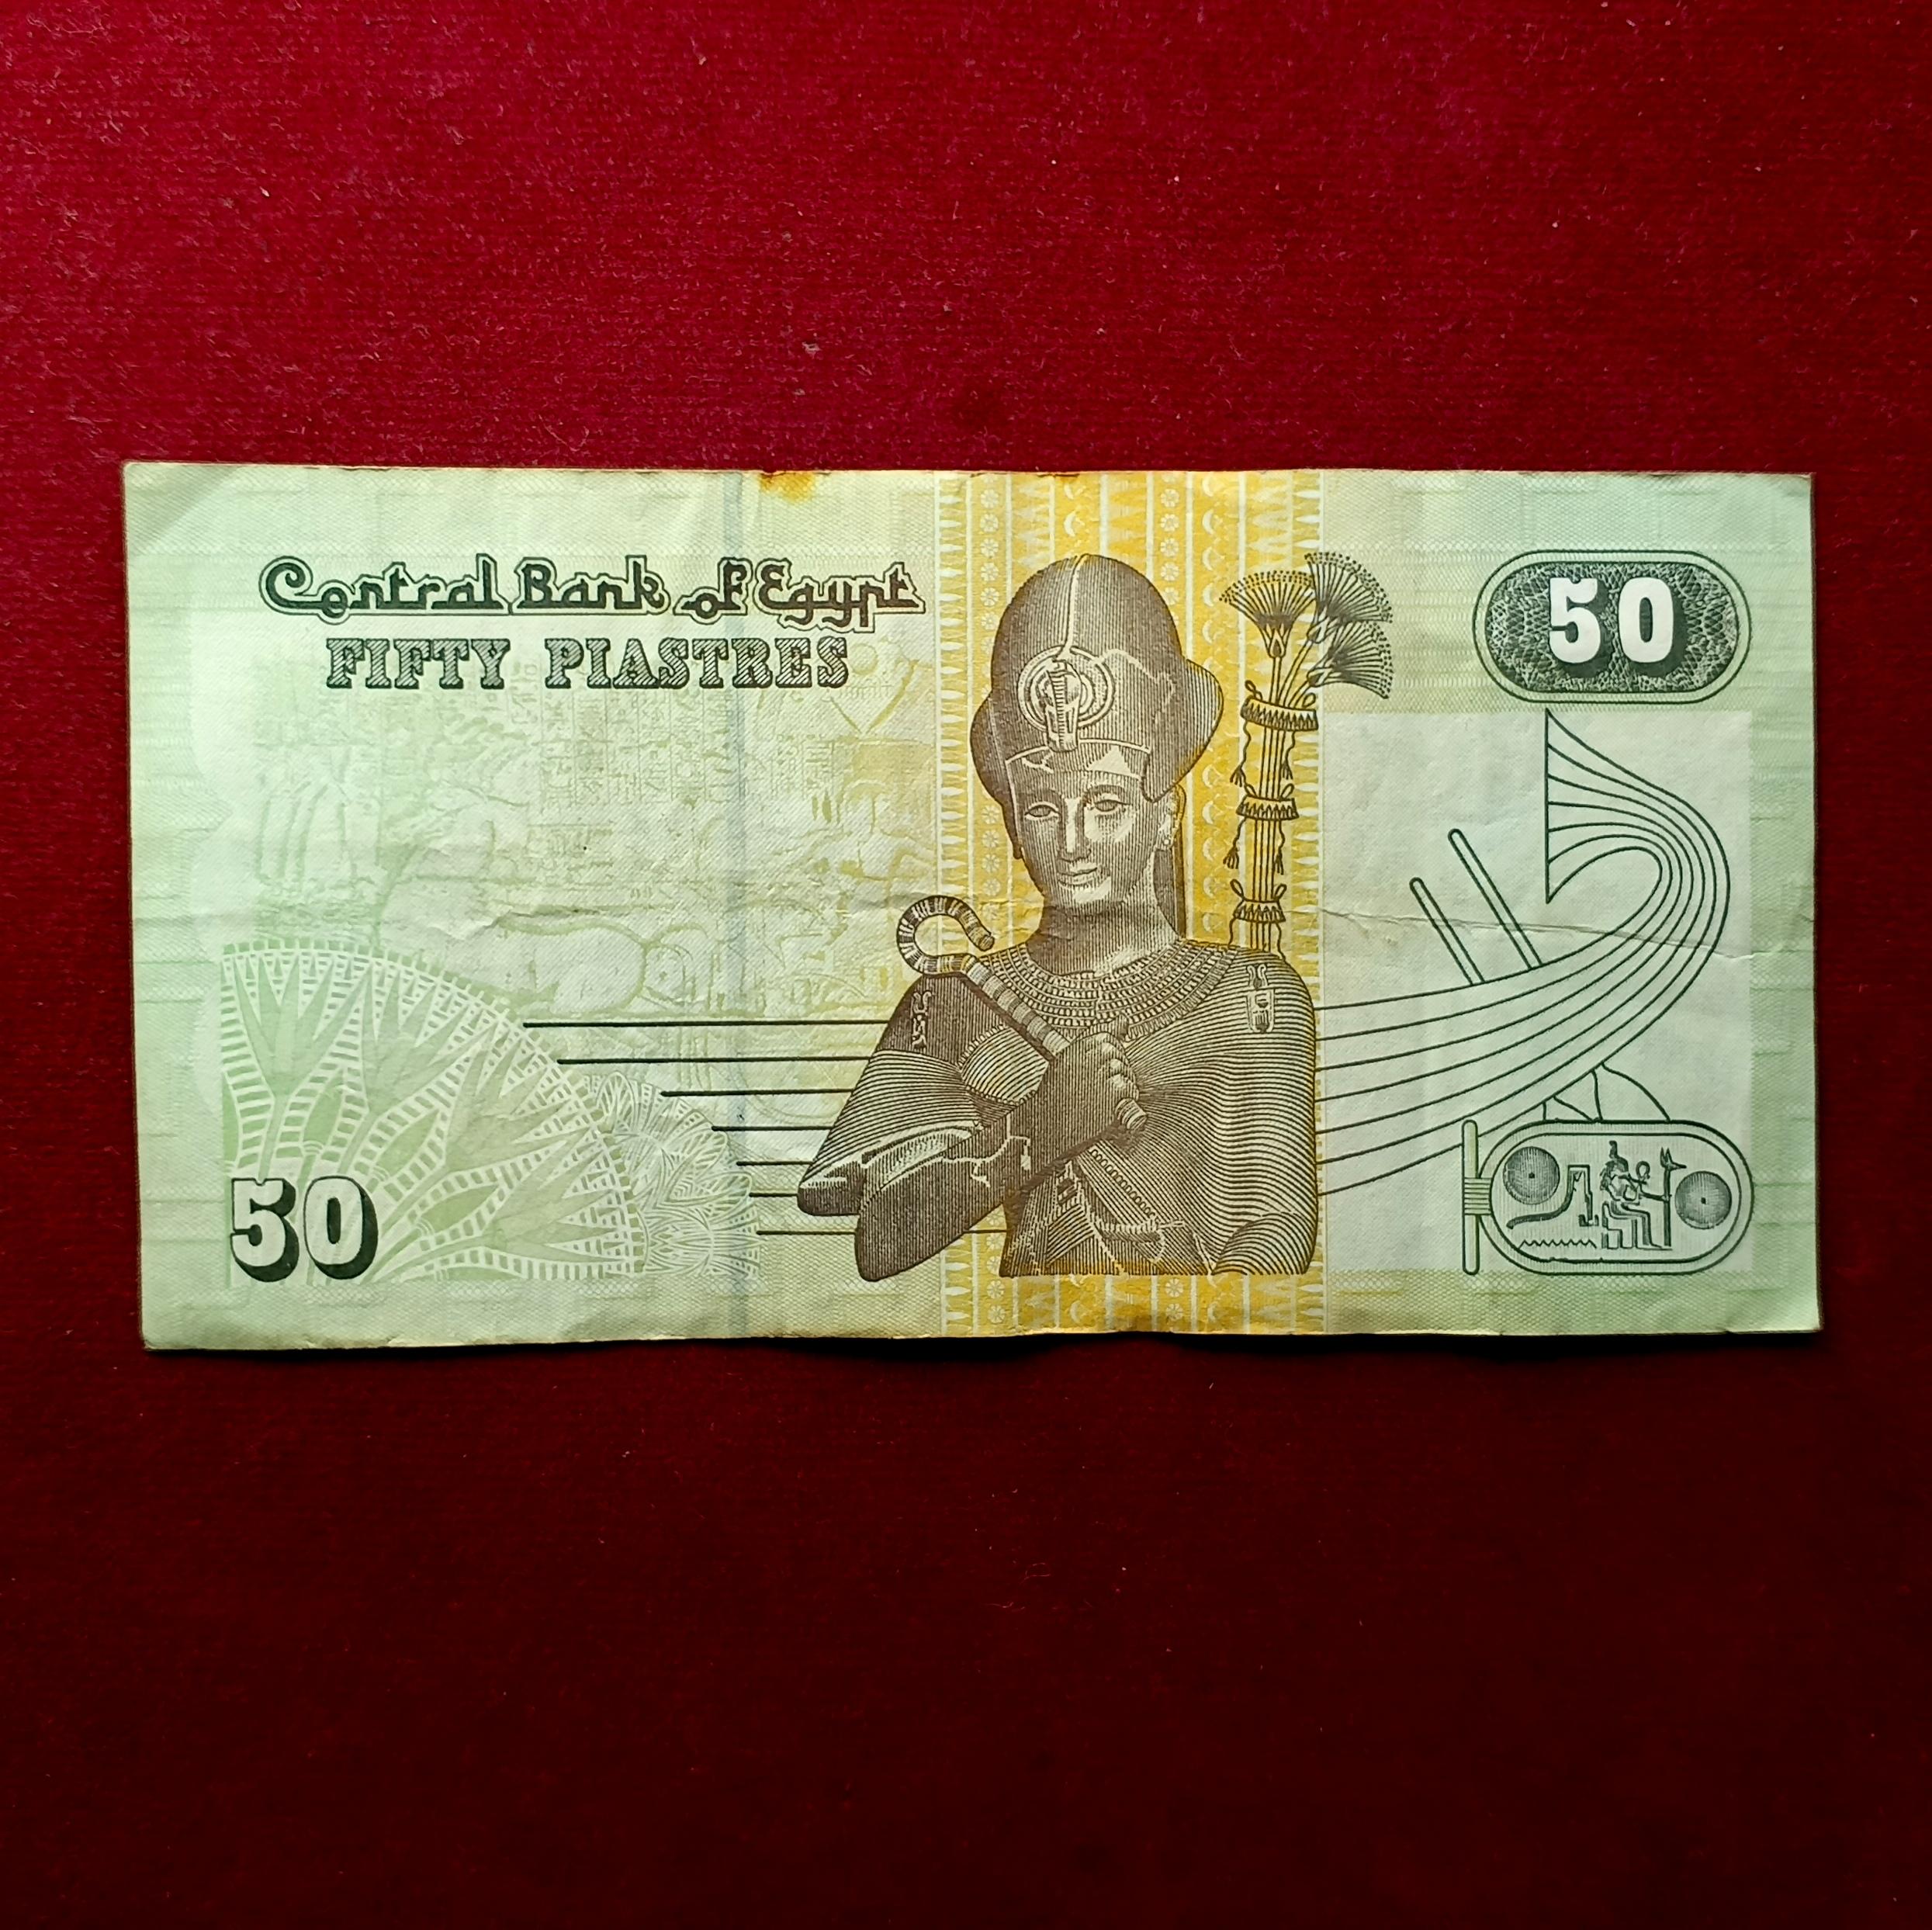 Central Bank of Egypt
FIFTY PIASTRES
50
50